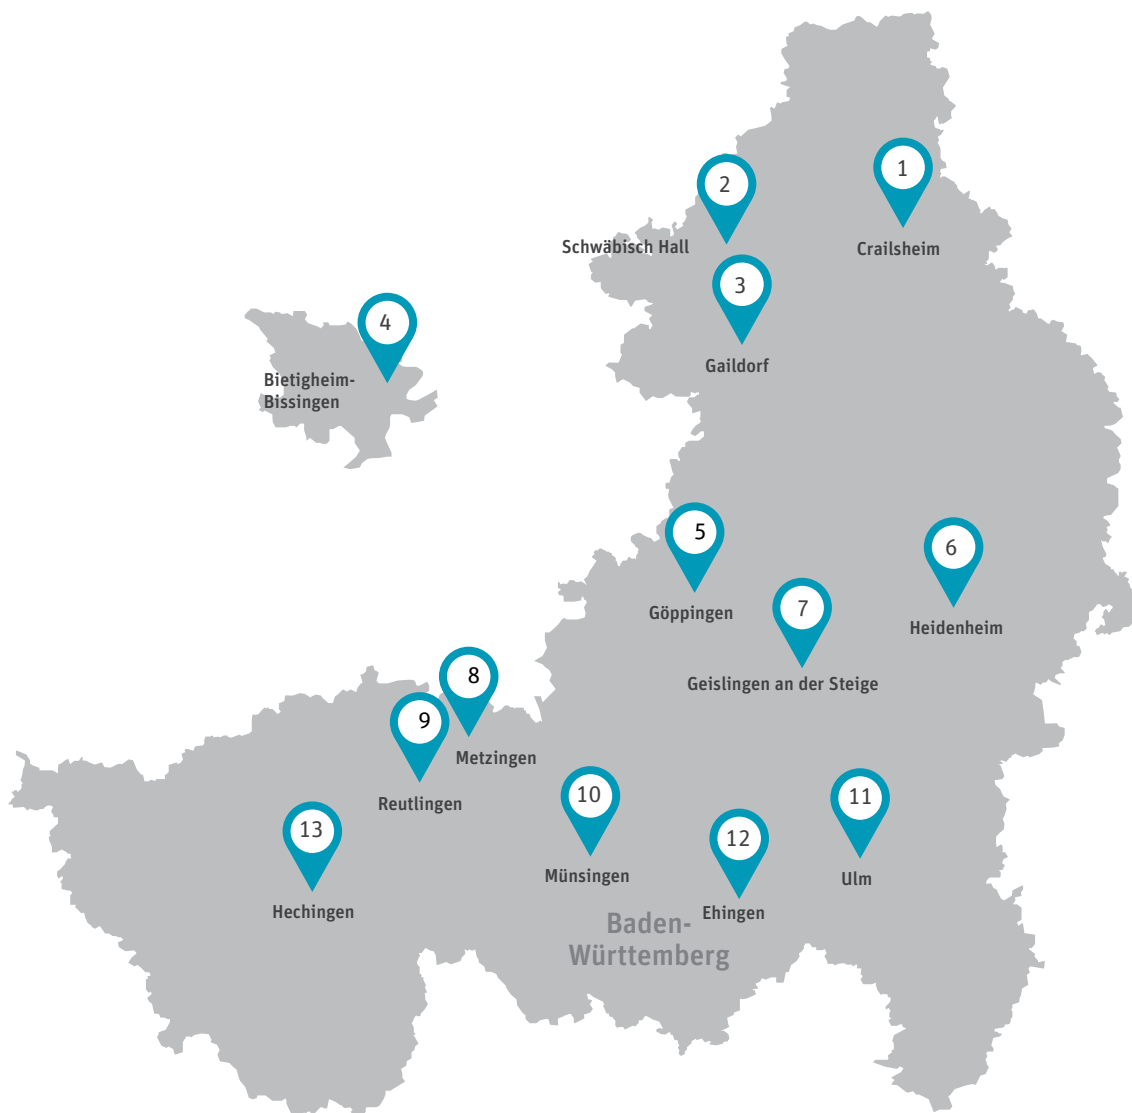 1
Crailsheim
2
Schwäbisch Hall
3
Gaildorf
4
Bietigheim-
Bissingen
5
Göppingen
6
Heidenheim
7
Geislingen an der Steige
8
Metzingen
9
Reutlingen
10
Münsingen
11
Ulm
12
Ehingen
13
Hechingen
Baden-
Württemberg